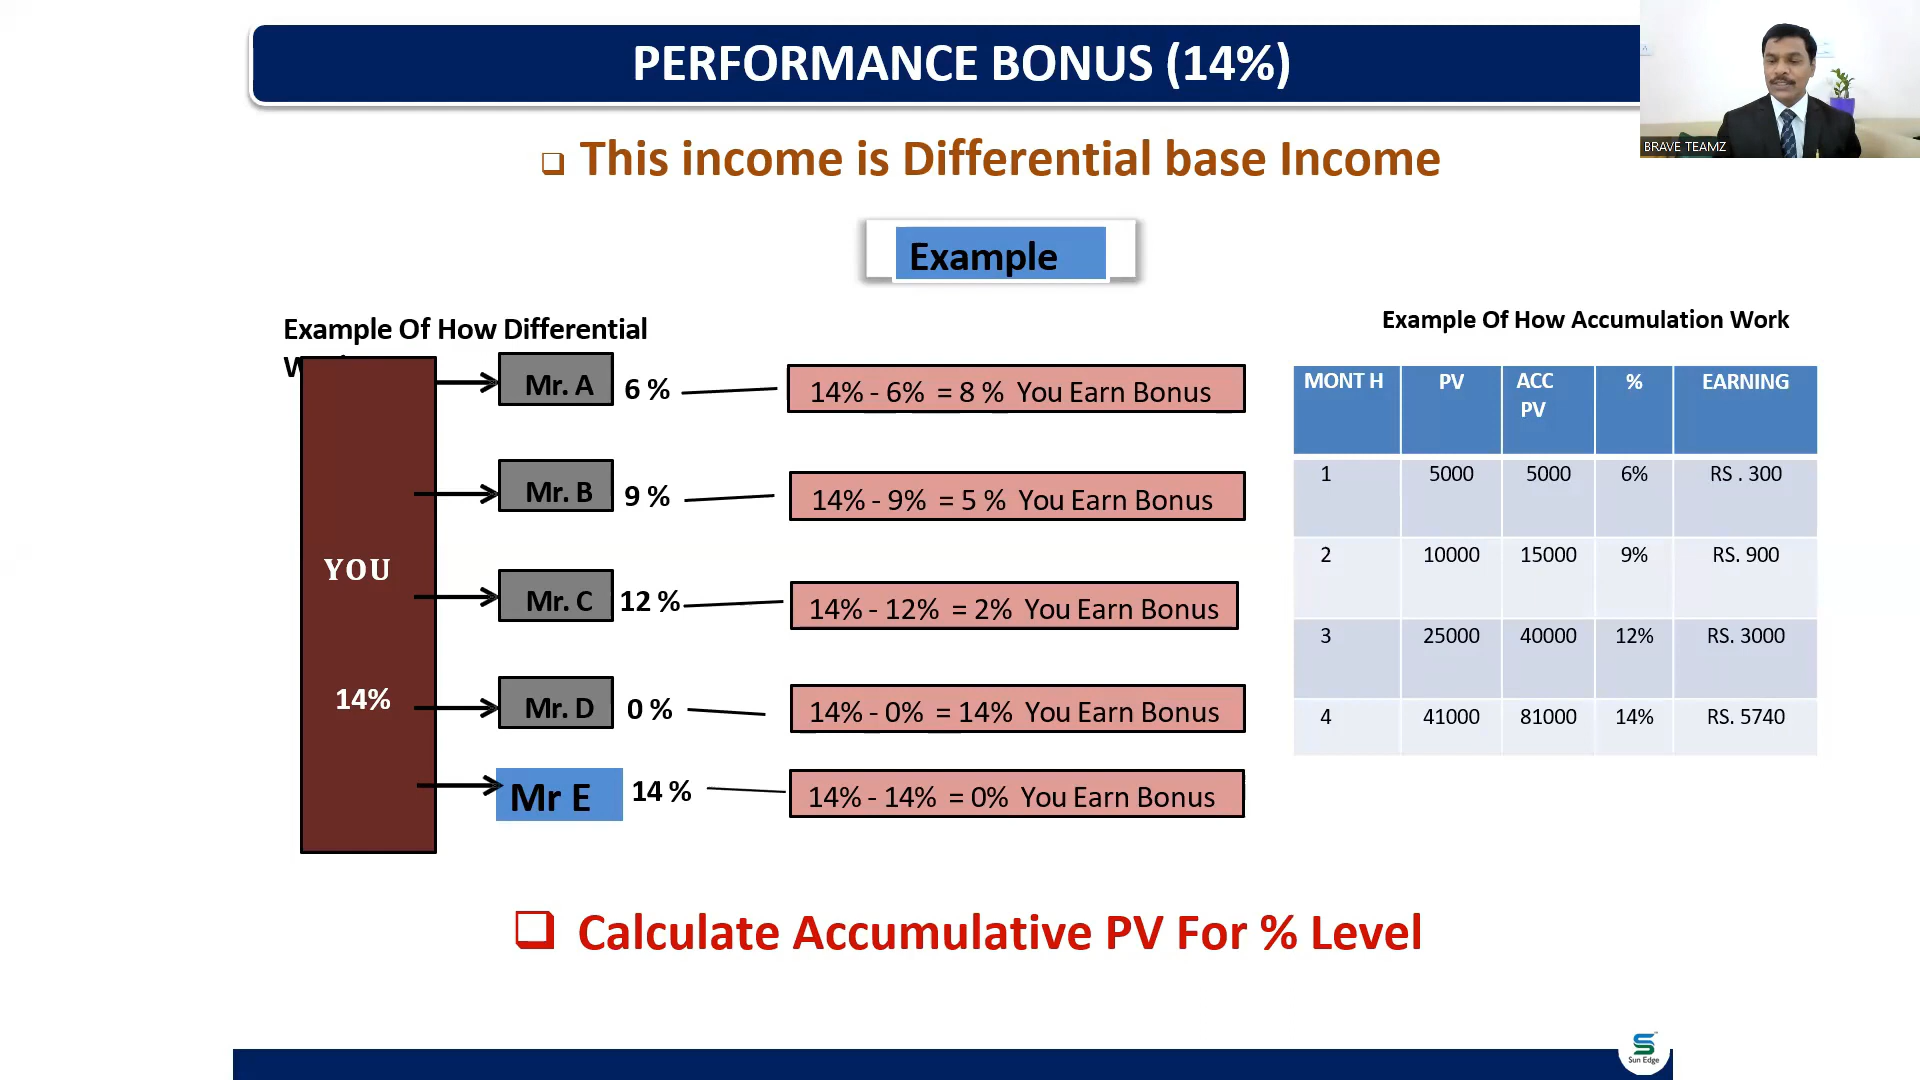 PERFORMANCE BONUS (14%)
BRAVE TEAMZ
❑ This income is Differential base Income
Example
Example Of How Differential
Example Of How Accumulation Work
YOU
14%
Mr. A 6 % 14% - 6% = 8 % You Earn Bonus
Mr. B 9 % 14% - 9% = 5 % You Earn Bonus
Mr. C 12 % 14% - 12% = 2% You Earn Bonus
Mr. D 0 % 14% - 0% = 14% You Earn Bonus
Mr E 14 % 14% - 14% = 0% You Earn Bonus
MONT H PV ACC PV % EARNING
1 5000 5000 6% RS . 300
2 10000 15000 9% RS. 900
3 25000 40000 12% RS. 3000
4 41000 81000 14% RS. 5740
❑ Calculate Accumulative PV For % Level
Sun Edge